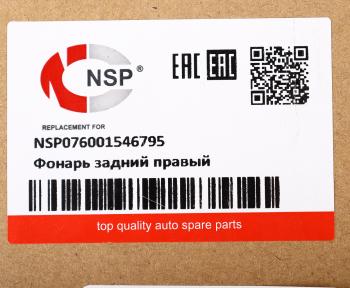 NSP®
EAC EAC
REPLACEMENT FOR
NSP076001546795
Фонарь задний правый
top quality auto spare parts